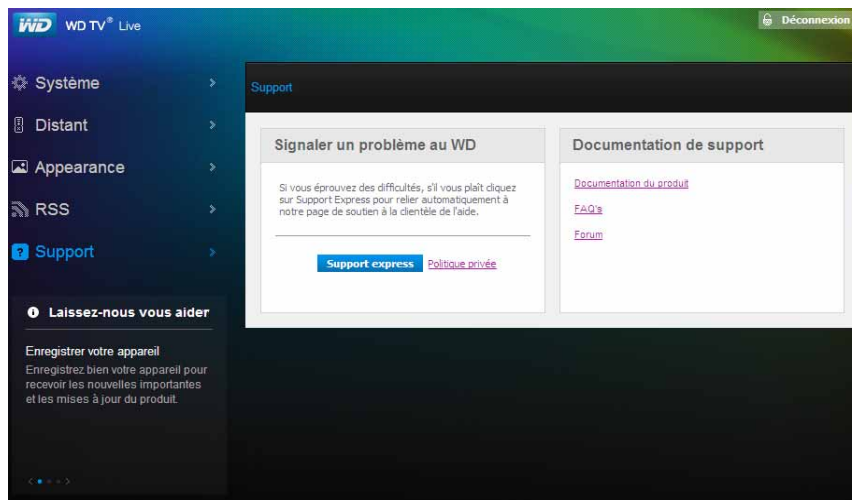 WD WD TV® Live
Déconnexion
Système
Distant
Appearance
RSS
Support
Support
Signaler un problème au WD
Si vous éprouvez des difficultés, s'il vous plaît cliquez
sur Support Express pour relier automatiquement à
notre page de soutien à la clientèle de l'aide.
Support express Politique privée
Documentation de support
Documentation du produit
FAQ's
Forum
Laissez-nous vous aider
Enregistrer votre appareil
Enregistrez bien votre appareil pour
recevoir les nouvelles importantes
et les mises à jour du produit.